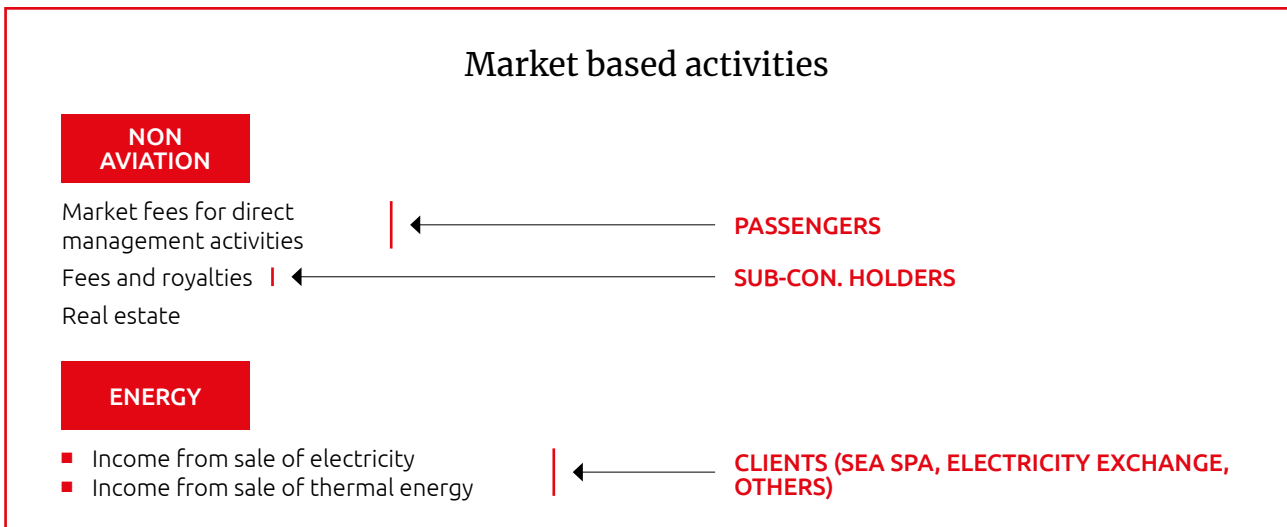 Market based activities
NON
AVIATION
Market fees for direct
management activities
PASSENGERS
Fees and royalties
SUB-CON. HOLDERS
Real estate
ENERGY
Income from sale of electricity
Income from sale of thermal energy
CLIENTS (SEA SPA, ELECTRICITY EXCHANGE,
OTHERS)